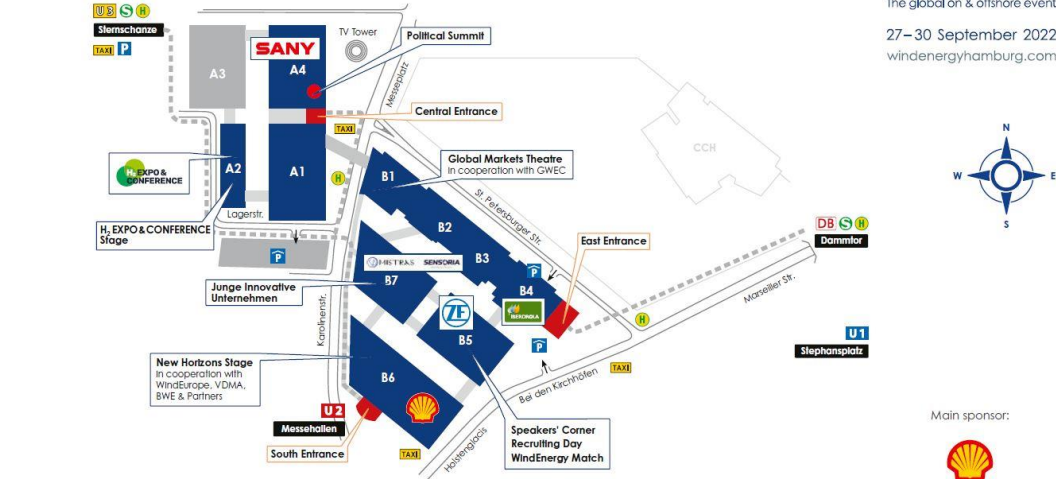 The global on & offshore event
27–30 September 2022
windenergyhamburg.com
U3 S H
Sternschanze
TAXI P
SANY
TV Tower
Political Summit
A3
A4
Messeplatz
Central Entrance
TAXI
CCH
N
W E
S
H₂ EXPO &
CONFERENCE
A2
A1
H
B1
Global Markets Theatre
In cooperation with GWEC
Lagerstr.
H₂ EXPO & CONFERENCE
Stage
P
St. Petersburger Str.
B2
B3
East Entrance
DB S H
Dammtor
MISTRAS SENSORIA
B7
P
B4
IBERDROLA
Marseiller Str.
Junge Innovative
Unternehmen
Karolinenstr.
ZF
B5
H
P
U1
Stephansplatz
New Horizons Stage
In cooperation with
WindEurope, VDMA,
BWE & Partners
B6
TAXI
Bei den Kirchhöfen
U2
Messehallen
South Entrance
TAXI
Holstenglacis
Speakers' Corner
Recruiting Day
WindEnergy Match
Main sponsor: